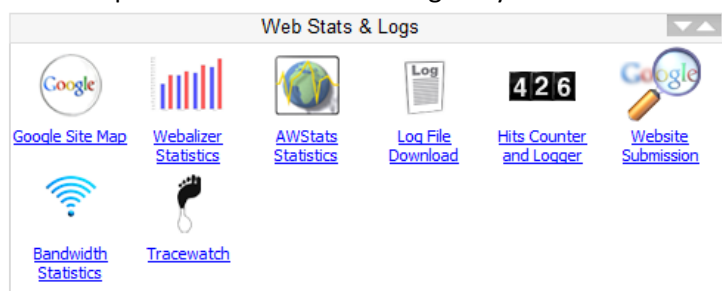 Web Stats & Logs
Google
Log
426
Google
Google Site Map
Webalizer
Statistics
AWStats
Statistics
Log File
Download
Hits Counter
and Logger
Website
Submission
Bandwidth
Statistics
Tracewatch